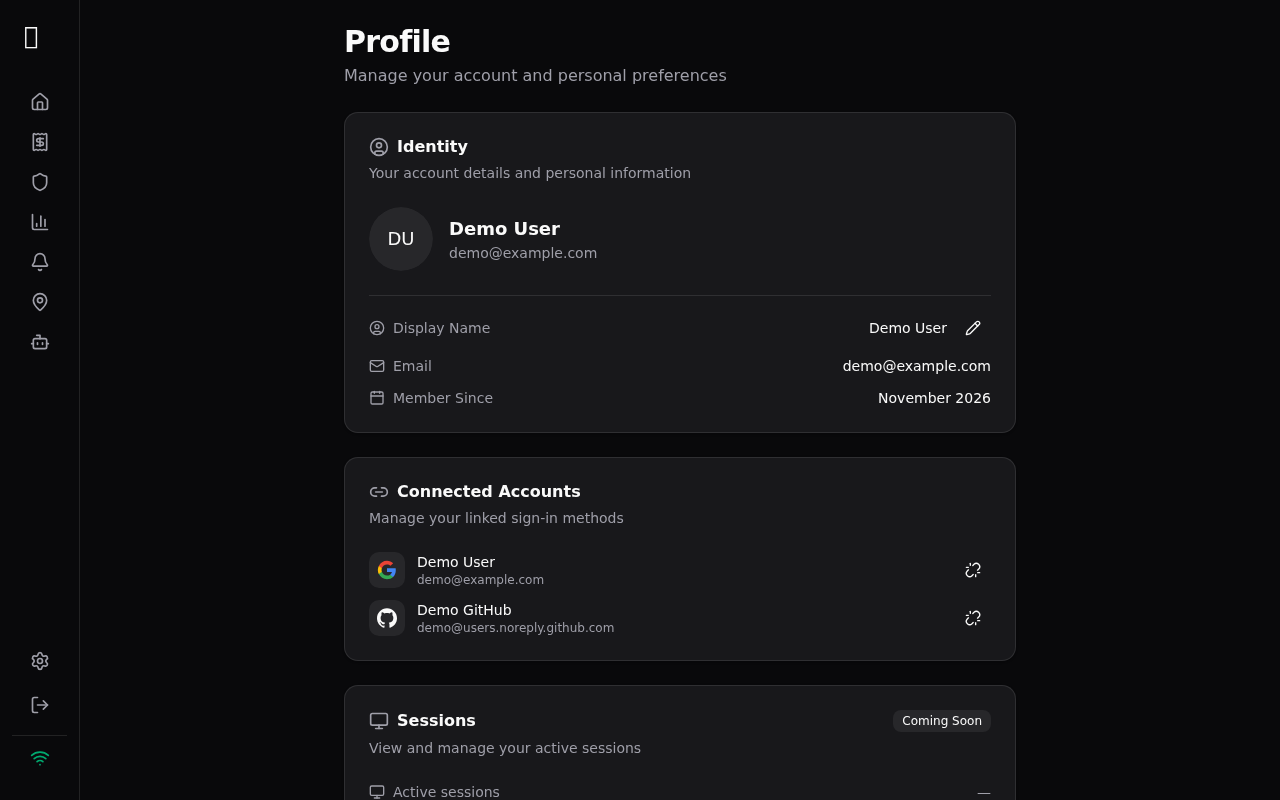 Profile
Manage your account and personal preferences
Identity
Your account details and personal information
DU
Demo User
demo@example.com
Display Name
Demo User
Email
demo@example.com
Member Since
November 2026
Connected Accounts
Manage your linked sign-in methods
Demo User
demo@example.com
Demo GitHub
demo@users.noreply.github.com
Sessions
Coming Soon
View and manage your active sessions
Active sessions
—